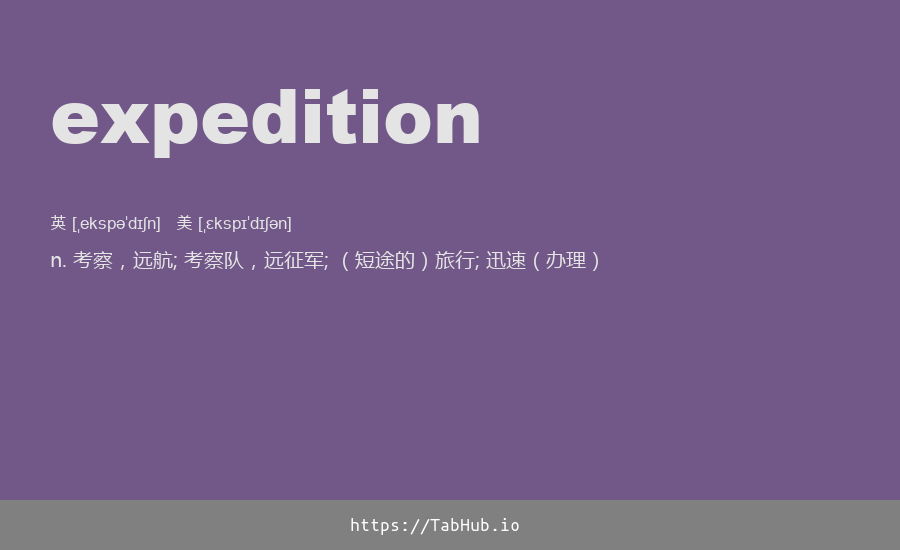 expedition
英 [ˌekspəˈdɪʃn] 美 [ˌɛkspɪˈdɪʃən]
n. 考察，远航; 考察队，远征军; （短途的）旅行; 迅速（办理）
https://TabHub.io